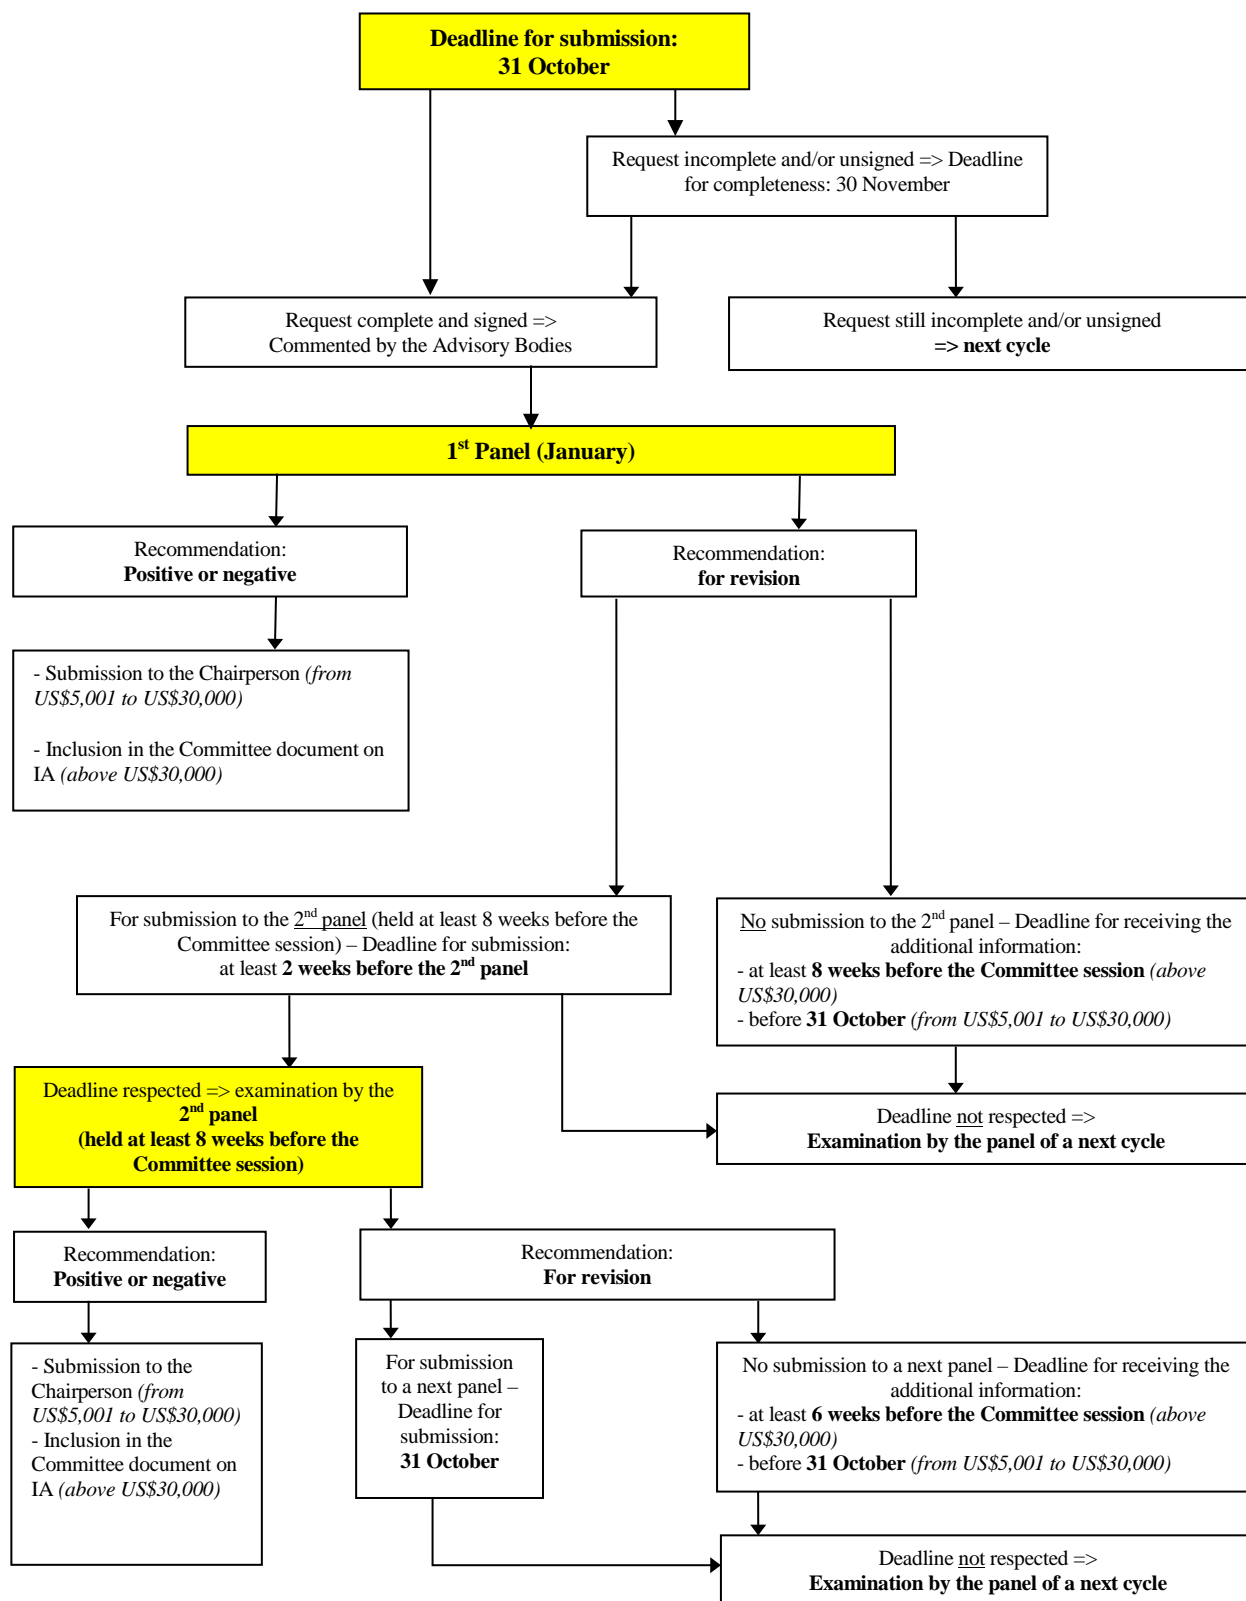 Deadline for submission:
31 October
Request incomplete and/or unsigned => Deadline
for completeness: 30 November
Request complete and signed =>
Commented by the Advisory Bodies
Request still incomplete and/or unsigned
=> next cycle
1st Panel (January)
Recommendation:
Positive or negative
Recommendation:
for revision
- Submission to the Chairperson (from
US$5,001 to US$30,000)
- Inclusion in the Committee document on
IA (above US$30,000)
For submission to the 2nd panel (held at least 8 weeks before the
Committee session) – Deadline for submission:
at least 2 weeks before the 2nd panel
No submission to the 2nd panel – Deadline for receiving the
additional information:
- at least 8 weeks before the Committee session (above
US$30,000)
- before 31 October (from US$5,001 to US$30,000)
Deadline respected => examination by the
2nd panel
(held at least 8 weeks before the
Committee session)
Deadline not respected =>
Examination by the panel of a next cycle
Recommendation:
Positive or negative
Recommendation:
For revision
- Submission to the
Chairperson (from
US$5,001 to US$30,000)
- Inclusion in the
Committee document on
IA (above US$30,000)
For submission
to a next panel –
Deadline for
submission:
31 October
No submission to a next panel – Deadline for receiving the
additional information:
- at least 6 weeks before the Committee session (above
US$30,000)
- before 31 October (from US$5,001 to US$30,000)
Deadline not respected =>
Examination by the panel of a next cycle